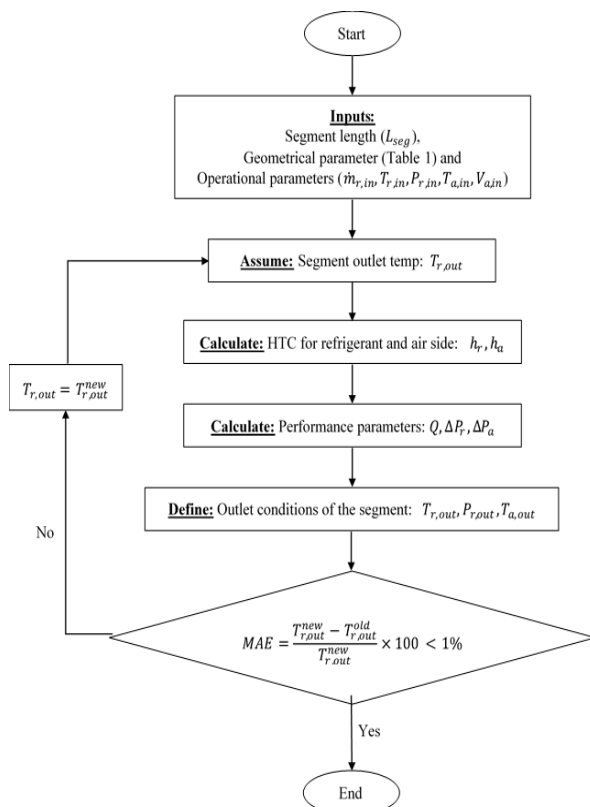 Start
Inputs:
Segment length (L_seg),
Geometrical parameter (Table 1) and
Operational parameters (ṁ_r,in, T_r,in, P_r,in, T_a,in, V_a,in)
Assume: Segment outlet temp: T_r,out
Calculate: HTC for refrigerant and air side: h_r, h_a
T_r,out = T_r,out^new
Calculate: Performance parameters: Q, ΔP_r, ΔP_a
Define: Outlet conditions of the segment: T_r,out, P_r,out, T_a,out
No
MAE = (T_r,out^new − T_r,out^old) / T_r,out^new × 100 < 1%
Yes
End